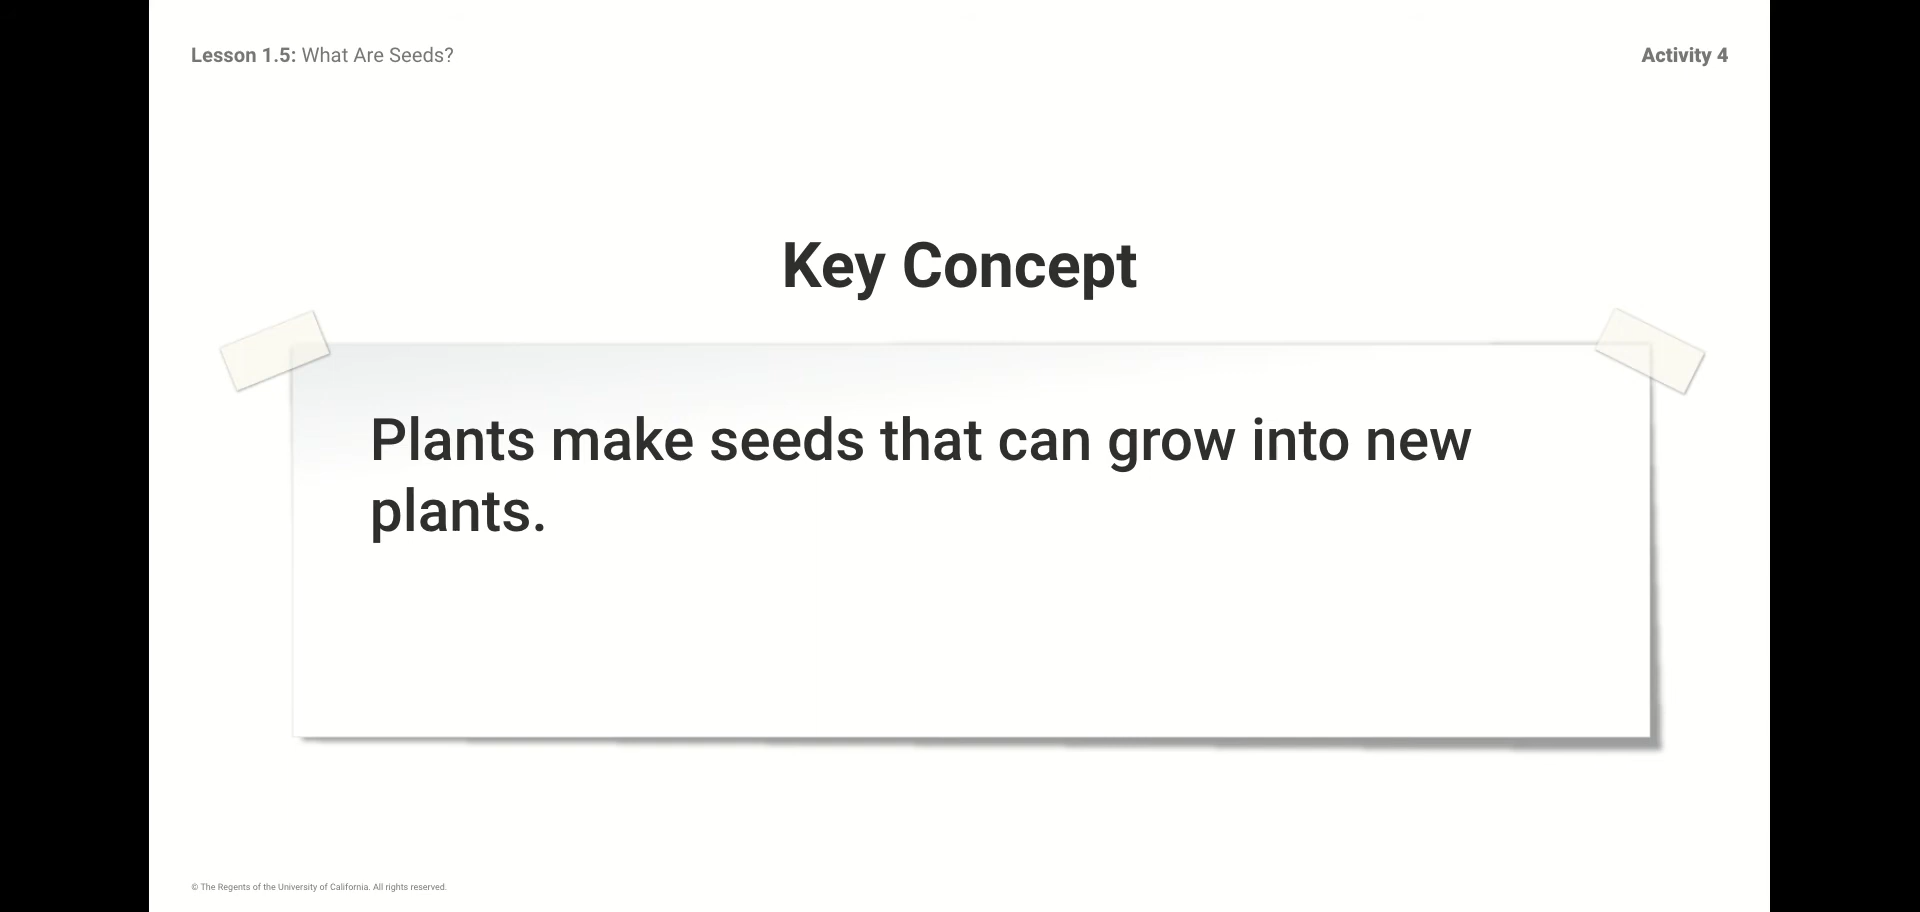 Lesson 1.5: What Are Seeds?
Activity 4
Key Concept
Plants make seeds that can grow into new
plants.
© The Regents of the University of California. All rights reserved.